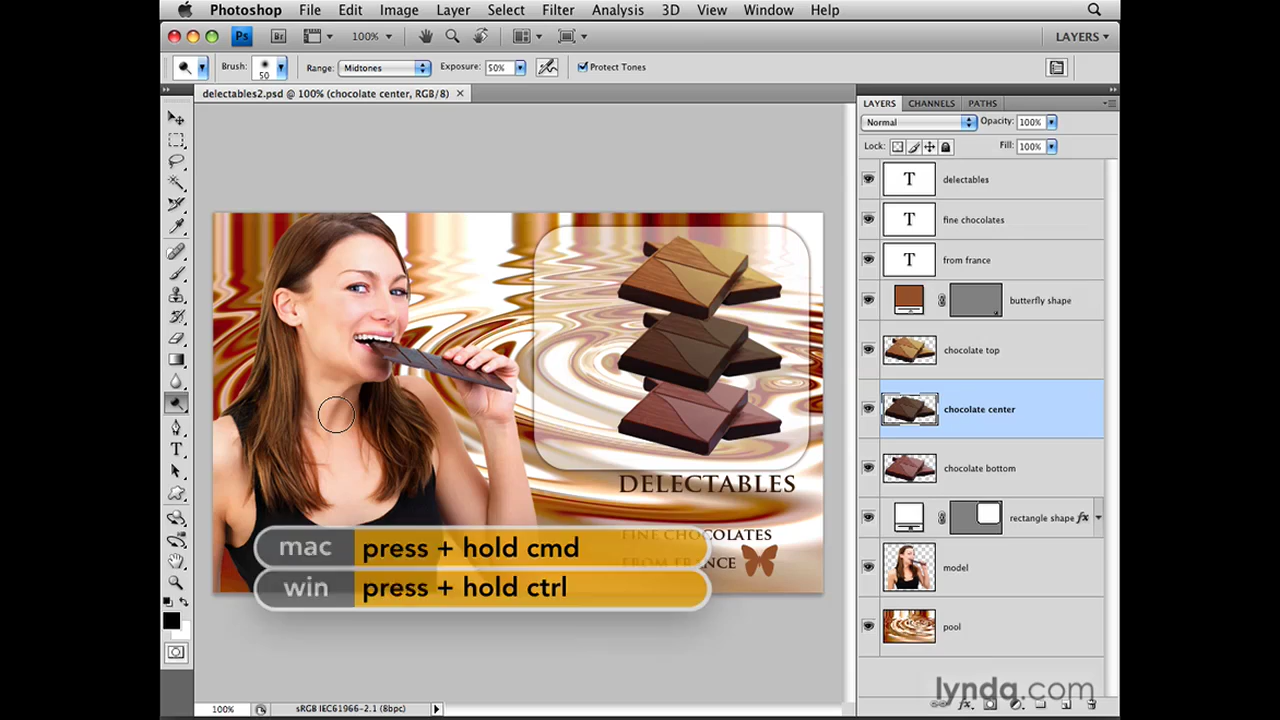 Photoshop File Edit Image Layer Select Filter Analysis 3D View Window Help
Ps Br 100% LAYERS
Brush: 50 Range: Midtones Exposure: 50% Protect Tones
delectables2.psd @ 100% (chocolate center, RGB/8)
LAYERS CHANNELS PATHS
Normal Opacity: 100%
Lock: Fill: 100%
T delectables
T fine chocolates
T from france
butterfly shape
chocolate top
chocolate center
chocolate bottom
rectangle shape fx
model
pool
DELECTABLES
FINE CHOCOLATES
FROM FRANCE
mac press + hold cmd
win press + hold ctrl
T
lynda.com
100% sRGB IEC61966-2.1 (8bpc)